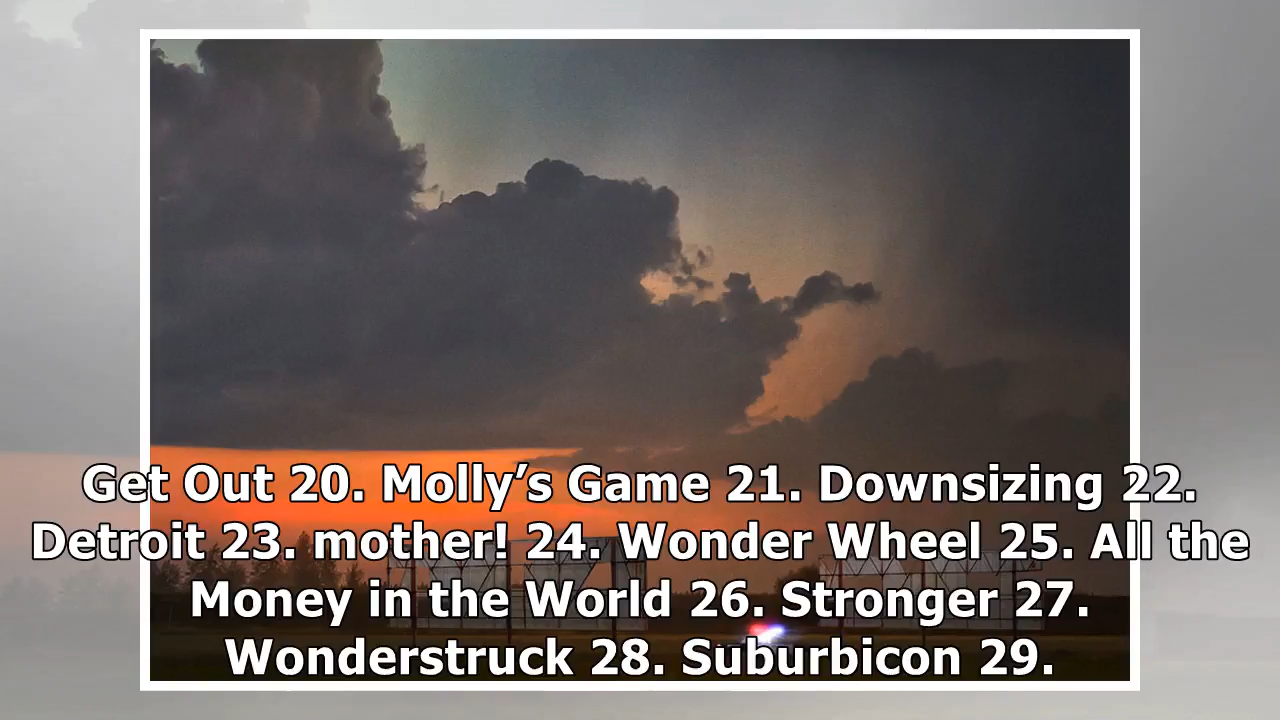 Get Out 20. Molly’s Game 21. Downsizing 22.
Detroit 23. mother! 24. Wonder Wheel 25. All the
Money in the World 26. Stronger 27.
Wonderstruck 28. Suburbicon 29.